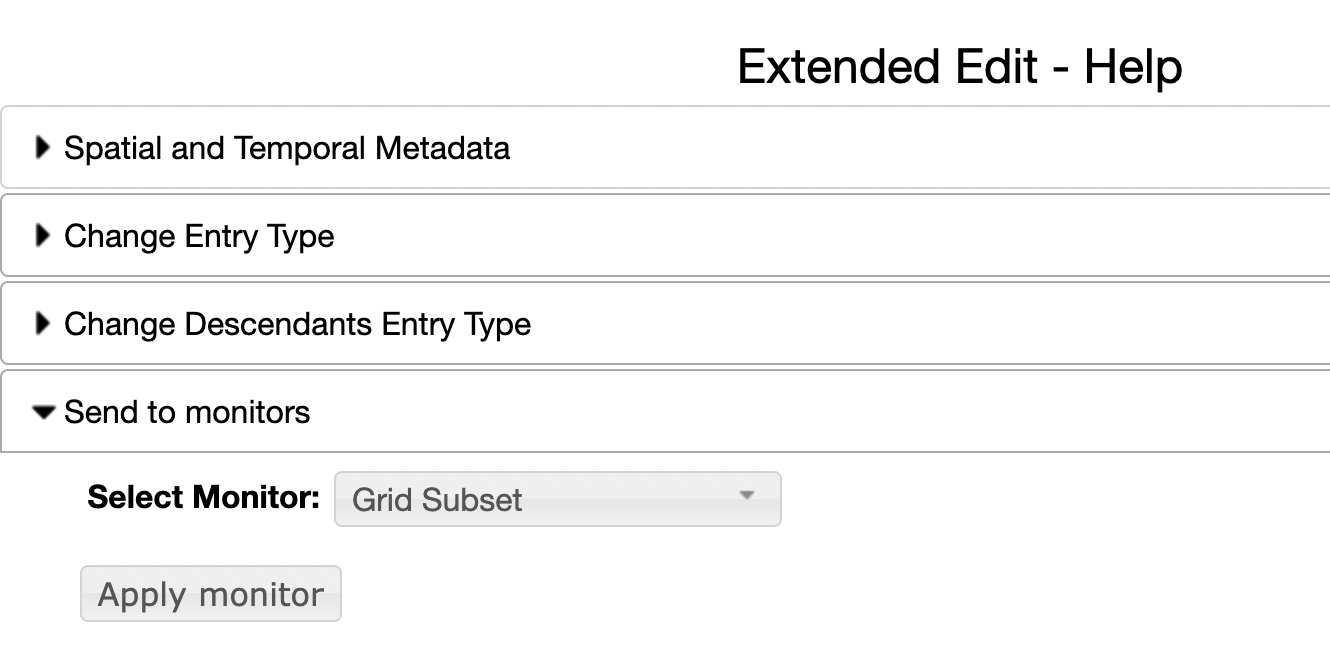 Extended Edit - Help
Spatial and Temporal Metadata
Change Entry Type
Change Descendants Entry Type
Send to monitors
Select Monitor: Grid Subset
Apply monitor